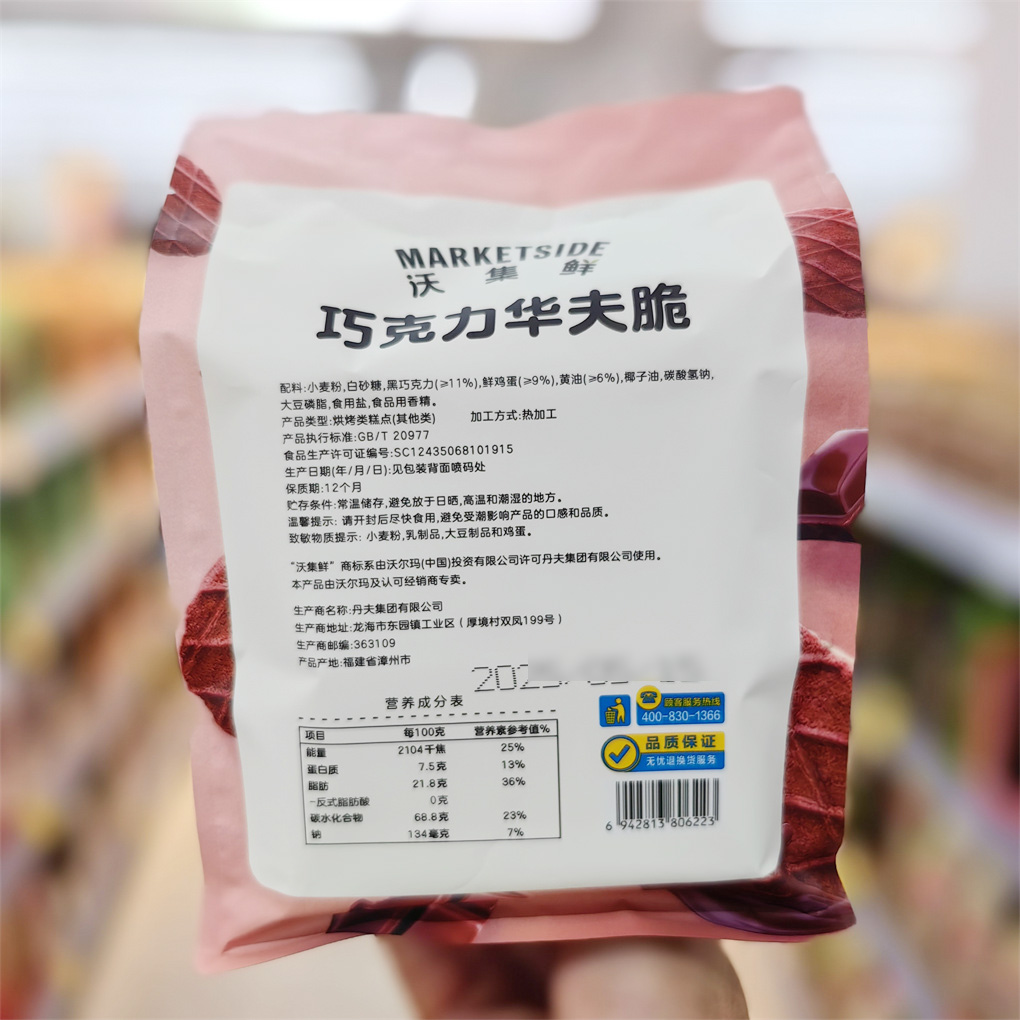 MARKETSIDE
沃集鲜
巧克力华夫脆
配料:小麦粉,白砂糖,黑巧克力(≥11%),鲜鸡蛋(≥9%),黄油(≥6%),椰子油,碳酸氢钠,
大豆磷脂,食用盐,食品用香精。
产品类型:烘烤类糕点(其他类) 加工方式:热加工
产品执行标准:GB/T 20977
食品生产许可证编号:SC12435068101915
生产日期(年/月/日):见包装背面喷码处
保质期:12个月
贮存条件:常温储存,避免放于日晒,高温和潮湿的地方。
温馨提示: 请开封后尽快食用,避免受潮影响产品的口感和品质。
致敏物质提示: 小麦粉,乳制品,大豆制品和鸡蛋。
“沃集鲜”商标系由沃尔玛(中国)投资有限公司许可丹夫集团有限公司使用。
本产品由沃尔玛及认可经销商专卖。
生产商名称:丹夫集团有限公司
生产商地址:龙海市东园镇工业区(厚境村双凤199号)
生产商邮编:363109
产品产地:福建省漳州市
营养成分表
项目 每100克 营养素参考值%
能量 2104千焦 25%
蛋白质 7.5克 13%
脂肪 21.8克 36%
-反式脂肪酸 0克
碳水化合物 68.8克 23%
钠 134毫克 7%
顾客服务热线
400-830-1366
品质保证
无忧退换货服务
6 942813 806223